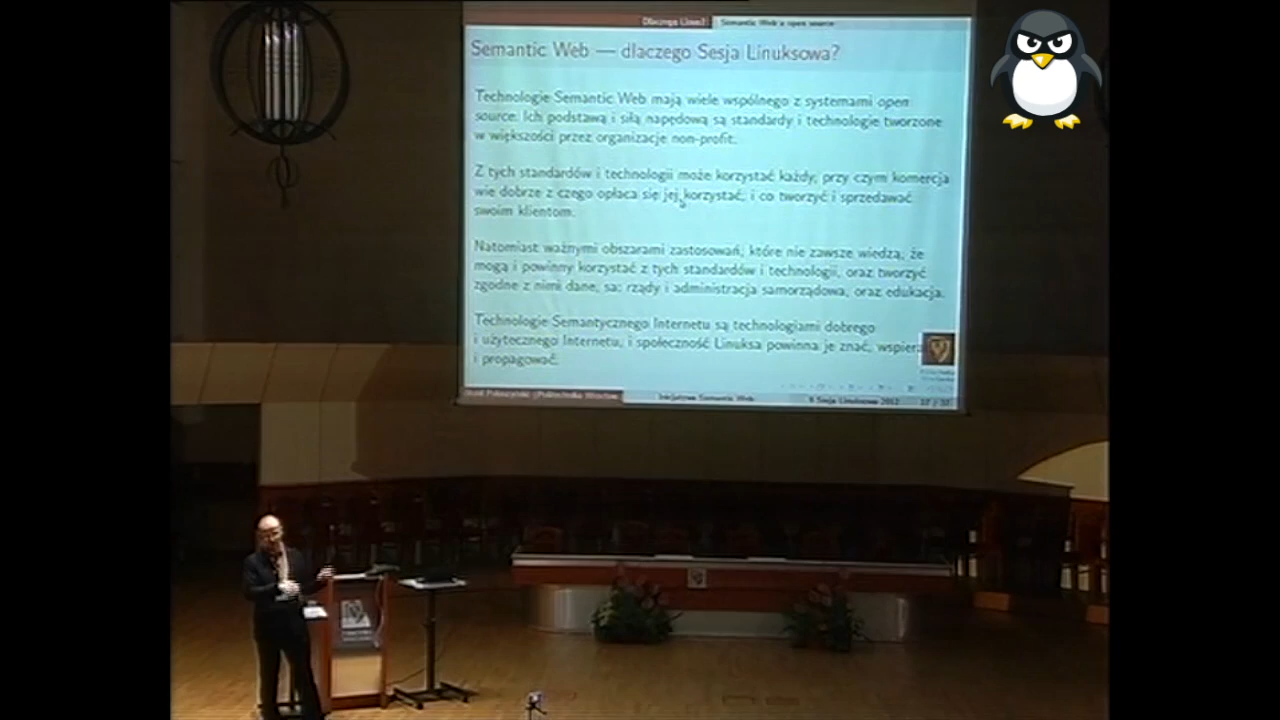 Dlaczego Linux? Semantic Web a open source
Semantic Web — dlaczego Sesja Linuksowa?
Technologie Semantic Web mają wiele wspólnego z systemami open
source. Ich podstawą i siłą napędową są standardy i technologie tworzone
w większości przez organizacje non-profit.
Z tych standardów i technologii może korzystać każdy, przy czym komercja
wie dobrze z czego opłaca się jej korzystać, i co tworzyć i sprzedawać
swoim klientom.
Natomiast ważnymi obszarami zastosowań, które nie zawsze wiedzą, że
mogą i powinny korzystać z tych standardów i technologii, oraz tworzyć
zgodne z nimi dane, są: rządy i administracja samorządowa, oraz edukacja.
Technologie Semantycznego Internetu są technologiami dobrego
i użytecznego Internetu, i społeczność Linuksa powinna je znać, wspiera
i propagować.
Inicjatywa Semantic Web Sesja Linuksowa 2012